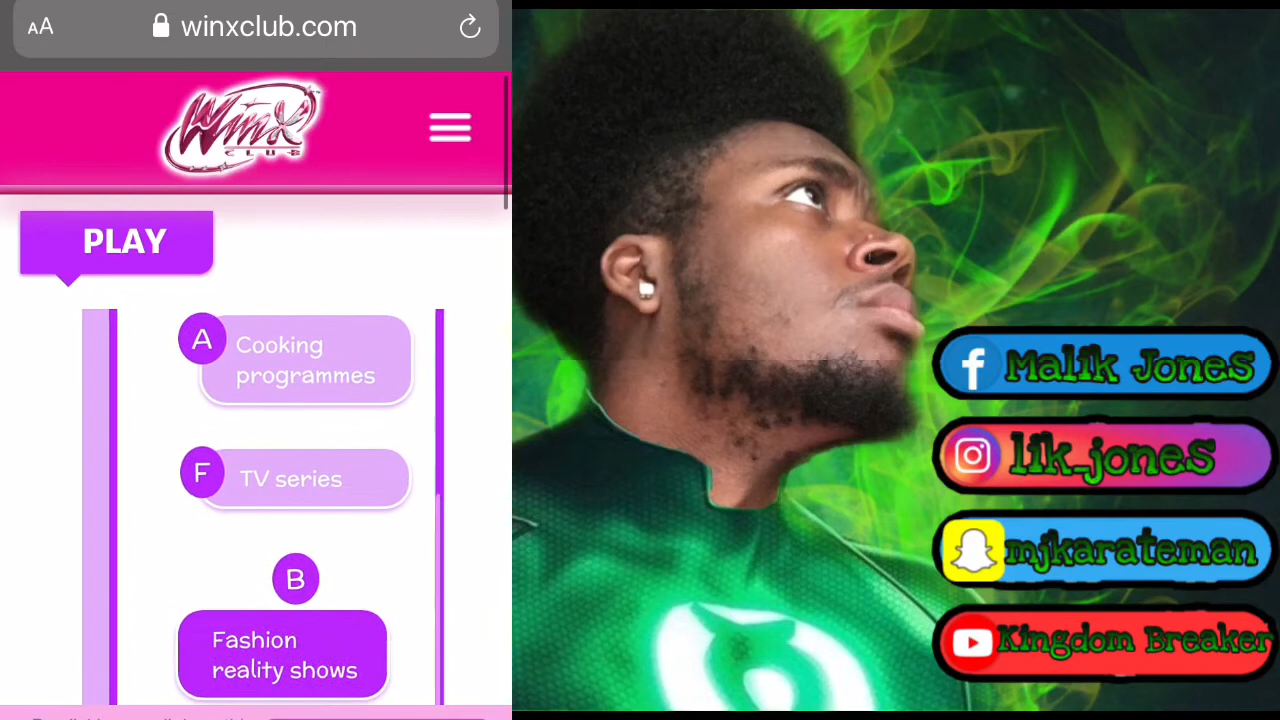 AA winxclub.com
WinX
CLUB
PLAY
A Cooking
programmes
F TV series
B
Fashion
reality shows
f Malik Jones
lik_jones
mjkarateman
Kingdom Breaker